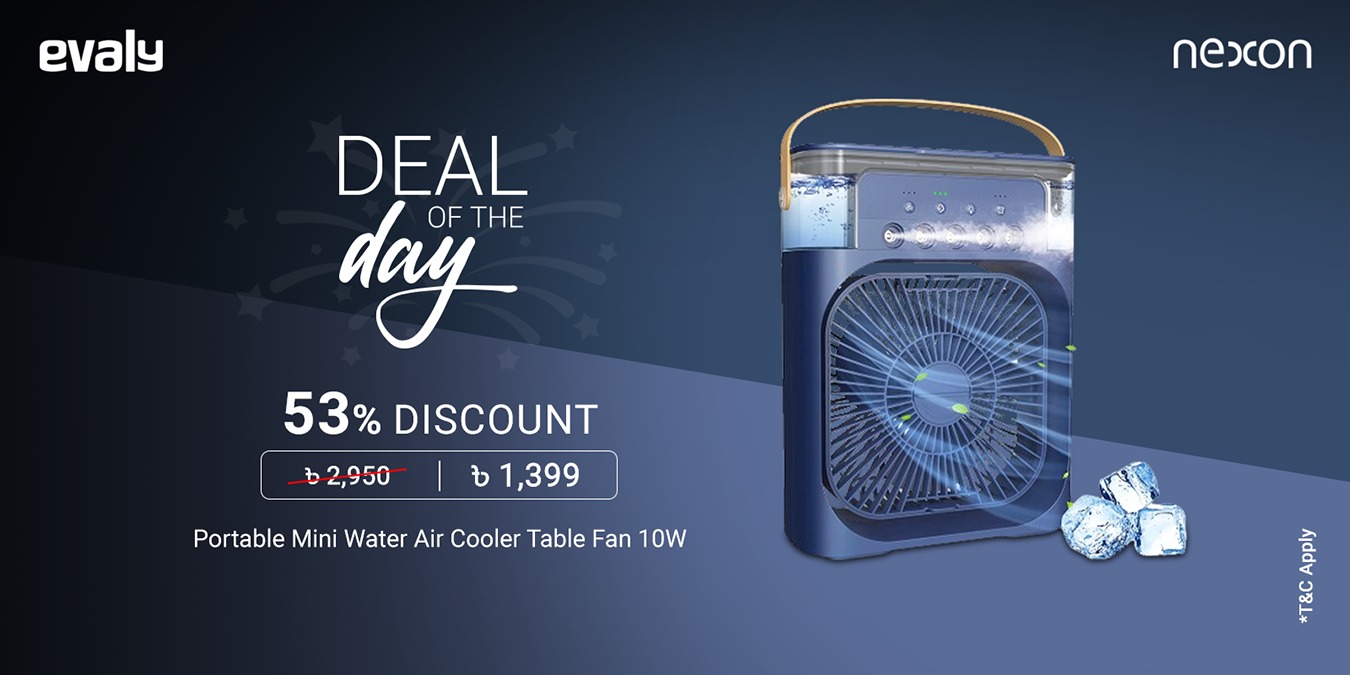 evaly
nexon
DEAL
OF THE
day
53% DISCOUNT
৳ 2,950 | ৳ 1,399
Portable Mini Water Air Cooler Table Fan 10W
*T&C Apply